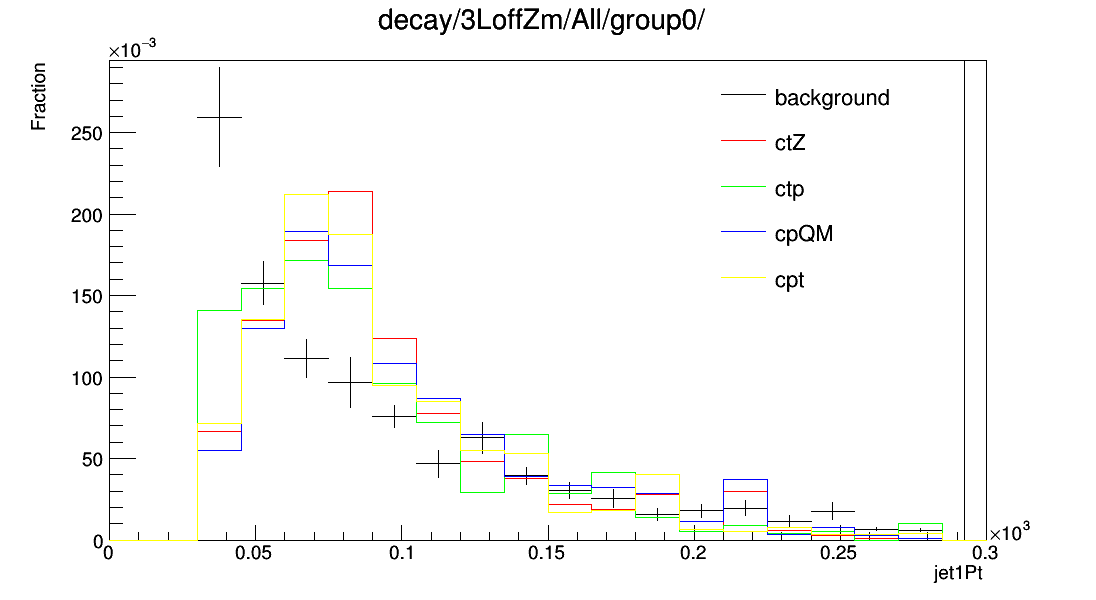 decay/3LoffZm/All/group0/
×10⁻³
Fraction
background
ctZ
ctp
cpQM
cpt
250
200
150
100
50
0
0 0.05 0.1 0.15 0.2 0.25 0.3 ×10³
jet1Pt